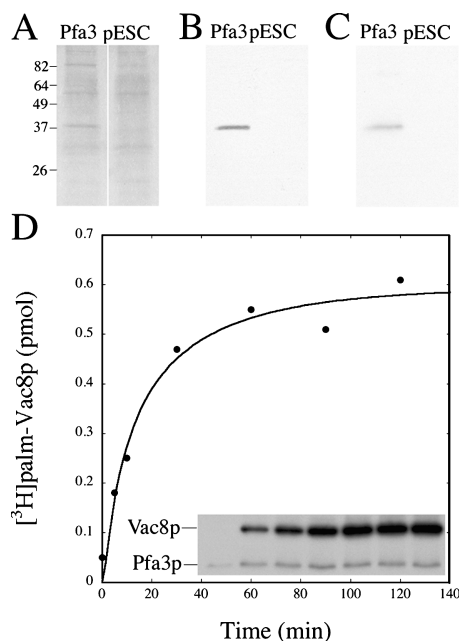 A Pfa3 pESC B Pfa3 pESC C Pfa3 pESC
82
64
49
37
26
D
0.7
0.6
0.5
0.4
0.3
0.2
0.1
0
[³H]palm-Vac8p (pmol)
Vac8p
Pfa3p
0 20 40 60 80 100 120 140
Time (min)